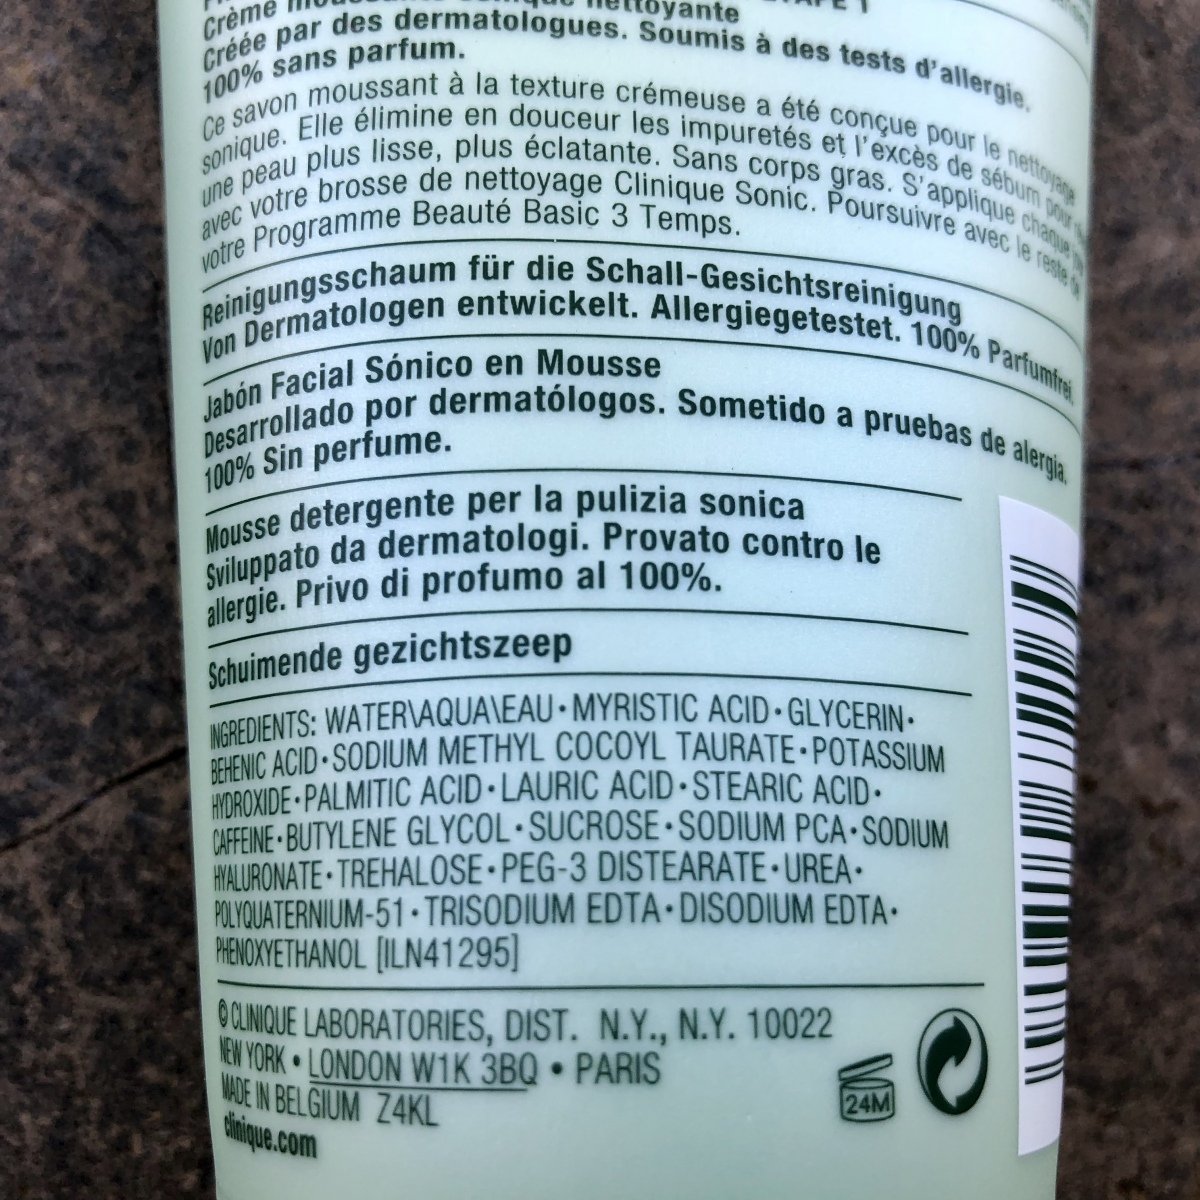 ÉTAPE 1
Crème moussante sonique nettoyante
Créée par des dermatologues. Soumis à des tests d'allergie.
100% sans parfum.
Ce savon moussant à la texture crémeuse a été conçue pour le nettoyage
sonique. Elle élimine en douceur les impuretés et l'excès de sébum pour
une peau plus lisse, plus éclatante. Sans corps gras. S'applique chaque jour
avec votre brosse de nettoyage Clinique Sonic. Poursuivre avec le reste de
votre Programme Beauté Basic 3 Temps.
Reinigungsschaum für die Schall-Gesichtsreinigung
Von Dermatologen entwickelt. Allergiegetestet. 100% Parfumfrei.
Jabón Facial Sónico en Mousse
Desarrollado por dermatólogos. Sometido a pruebas de alergia.
100% Sin perfume.
Mousse detergente per la pulizia sonica
Sviluppato da dermatologi. Provato contro le
allergie. Privo di profumo al 100%.
Schuimende gezichtszeep
INGREDIENTS: WATER\AQUA\EAU • MYRISTIC ACID • GLYCERIN •
BEHENIC ACID • SODIUM METHYL COCOYL TAURATE • POTASSIUM
HYDROXIDE • PALMITIC ACID • LAURIC ACID • STEARIC ACID •
CAFFEINE • BUTYLENE GLYCOL • SUCROSE • SODIUM PCA • SODIUM
HYALURONATE • TREHALOSE • PEG-3 DISTEARATE • UREA •
POLYQUATERNIUM-51 • TRISODIUM EDTA • DISODIUM EDTA •
PHENOXYETHANOL [ILN41295]
© CLINIQUE LABORATORIES, DIST. N.Y., N.Y. 10022
NEW YORK • LONDON W1K 3BQ • PARIS
MADE IN BELGIUM Z4KL
clinique.com
24M